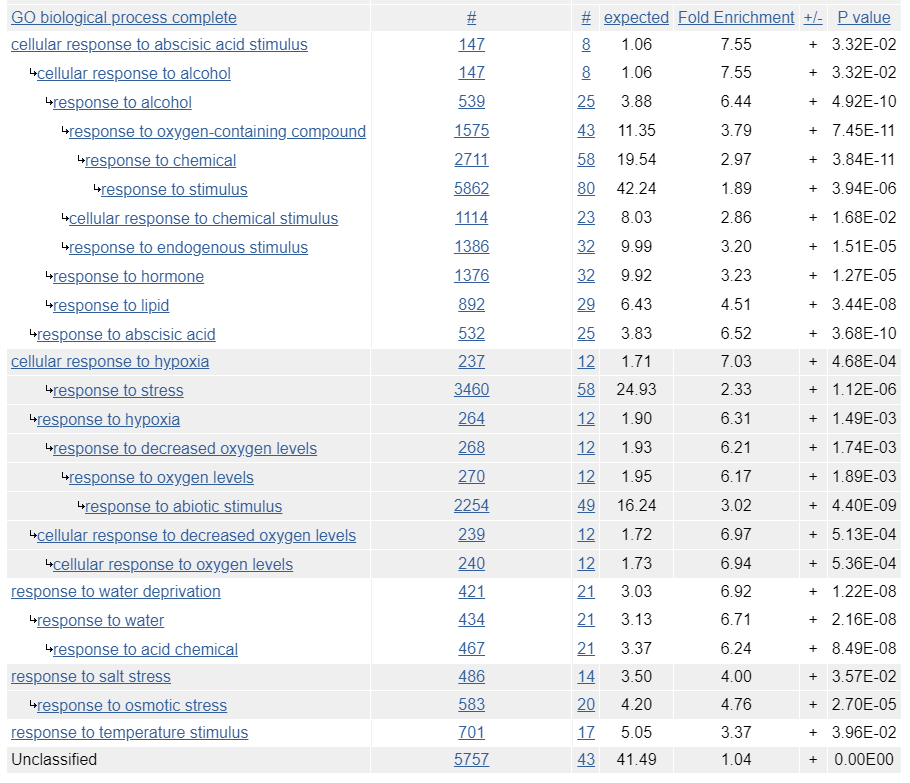 GO biological process complete # # expected Fold Enrichment +/- P value
cellular response to abscisic acid stimulus 147 8 1.06 7.55 + 3.32E-02
↳cellular response to alcohol 147 8 1.06 7.55 + 3.32E-02
↳response to alcohol 539 25 3.88 6.44 + 4.92E-10
↳response to oxygen-containing compound 1575 43 11.35 3.79 + 7.45E-11
↳response to chemical 2711 58 19.54 2.97 + 3.84E-11
↳response to stimulus 5862 80 42.24 1.89 + 3.94E-06
↳cellular response to chemical stimulus 1114 23 8.03 2.86 + 1.68E-02
↳response to endogenous stimulus 1386 32 9.99 3.20 + 1.51E-05
↳response to hormone 1376 32 9.92 3.23 + 1.27E-05
↳response to lipid 892 29 6.43 4.51 + 3.44E-08
↳response to abscisic acid 532 25 3.83 6.52 + 3.68E-10
cellular response to hypoxia 237 12 1.71 7.03 + 4.68E-04
↳response to stress 3460 58 24.93 2.33 + 1.12E-06
↳response to hypoxia 264 12 1.90 6.31 + 1.49E-03
↳response to decreased oxygen levels 268 12 1.93 6.21 + 1.74E-03
↳response to oxygen levels 270 12 1.95 6.17 + 1.89E-03
↳response to abiotic stimulus 2254 49 16.24 3.02 + 4.40E-09
↳cellular response to decreased oxygen levels 239 12 1.72 6.97 + 5.13E-04
↳cellular response to oxygen levels 240 12 1.73 6.94 + 5.36E-04
response to water deprivation 421 21 3.03 6.92 + 1.22E-08
↳response to water 434 21 3.13 6.71 + 2.16E-08
↳response to acid chemical 467 21 3.37 6.24 + 8.49E-08
response to salt stress 486 14 3.50 4.00 + 3.57E-02
↳response to osmotic stress 583 20 4.20 4.76 + 2.70E-05
response to temperature stimulus 701 17 5.05 3.37 + 3.96E-02
Unclassified 5757 43 41.49 1.04 + 0.00E00